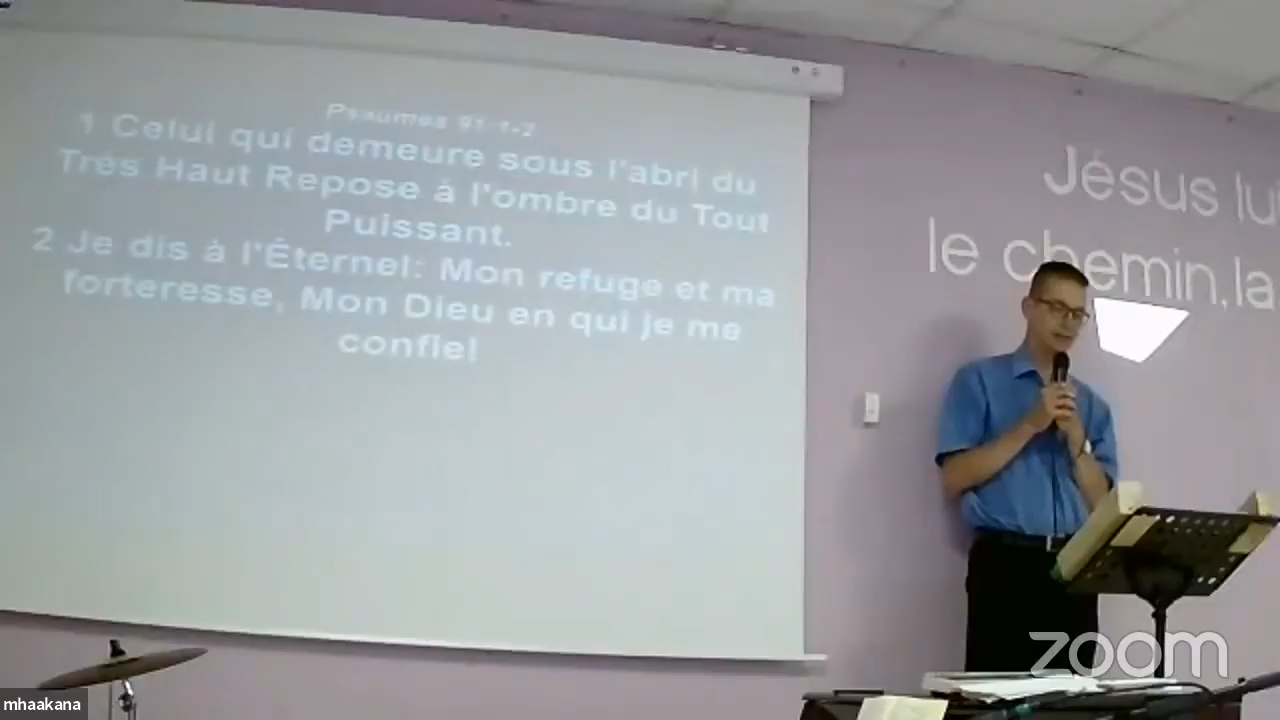 Psaumes 91:1-2
1 Celui qui demeure sous l'abri du
Très Haut Repose à l'ombre du Tout
Puissant.
2 Je dis à l'Éternel: Mon refuge et ma
forteresse, Mon Dieu en qui je me
confie!
Jésus lu
le chemin,la
zoom
mhaakana